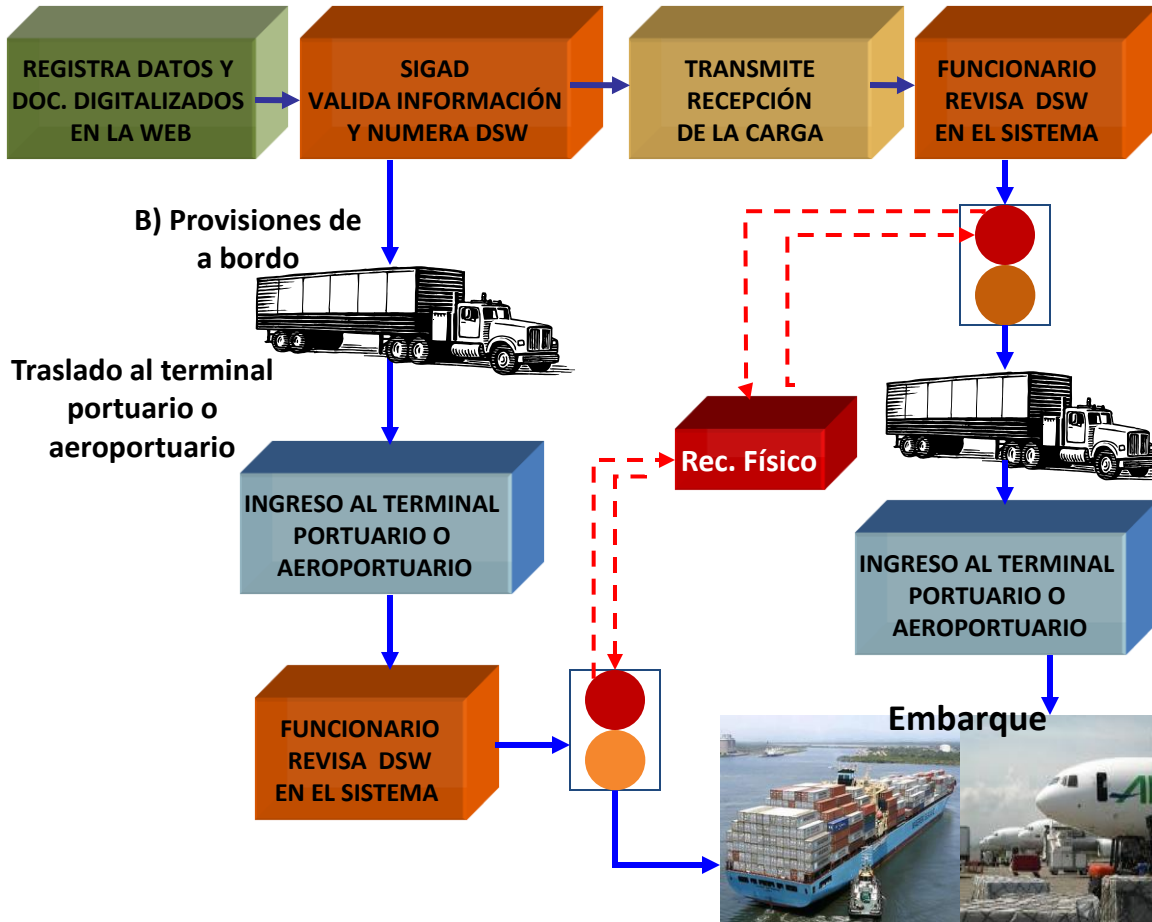 REGISTRA DATOS Y
DOC. DIGITALIZADOS
EN LA WEB
SIGAD
VALIDA INFORMACIÓN
Y NUMERA DSW
TRANSMITE
RECEPCIÓN
DE LA CARGA
FUNCIONARIO
REVISA DSW
EN EL SISTEMA
B) Provisiones de
a bordo
Traslado al terminal
portuario o
aeroportuario
Rec. Físico
INGRESO AL TERMINAL
PORTUARIO O
AEROPORTUARIO
INGRESO AL TERMINAL
PORTUARIO O
AEROPORTUARIO
FUNCIONARIO
REVISA DSW
EN EL SISTEMA
Embarque